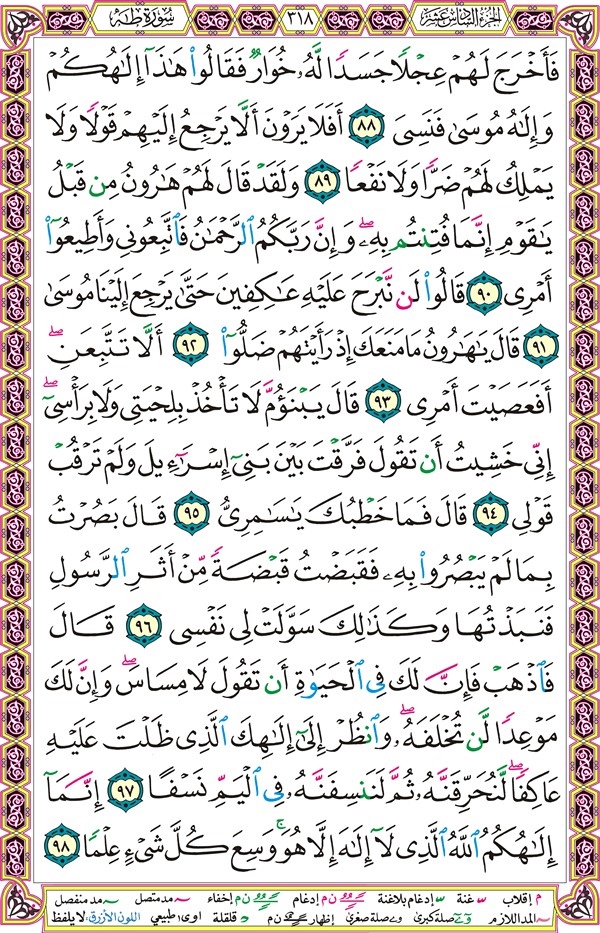 الجزء السادس عشر ٣١٨ سورة طه
فَأَخْرَجَ لَهُمْ عِجْلًا جَسَدًا لَّهُۥ خُوَارٌ فَقَالُوا۟ هَٰذَآ إِلَٰهُكُمْ
وَإِلَٰهُ مُوسَىٰ فَنَسِىَ ٨٨ أَفَلَا يَرَوْنَ أَلَّا يَرْجِعُ إِلَيْهِمْ قَوْلًا وَلَا
يَمْلِكُ لَهُمْ ضَرًّا وَلَا نَفْعًا ٨٩ وَلَقَدْ قَالَ لَهُمْ هَٰرُونُ مِن قَبْلُ
يَٰقَوْمِ إِنَّمَا فُتِنتُم بِهِۦ ۖ وَإِنَّ رَبَّكُمُ ٱلرَّحْمَٰنُ فَٱتَّبِعُونِى وَأَطِيعُوٓا۟
أَمْرِى ٩٠ قَالُوا۟ لَن نَّبْرَحَ عَلَيْهِ عَٰكِفِينَ حَتَّىٰ يَرْجِعَ إِلَيْنَا مُوسَىٰ
٩١ قَالَ يَٰهَٰرُونُ مَا مَنَعَكَ إِذْ رَأَيْتَهُمْ ضَلُّوٓا۟ ٩٢ أَلَّا تَتَّبِعَنِ ۖ
أَفَعَصَيْتَ أَمْرِى ٩٣ قَالَ يَبْنَؤُمَّ لَا تَأْخُذْ بِلِحْيَتِى وَلَا بِرَأْسِىٓ ۖ
إِنِّى خَشِيتُ أَن تَقُولَ فَرَّقْتَ بَيْنَ بَنِىٓ إِسْرَٰٓءِيلَ وَلَمْ تَرْقُبْ
قَوْلِى ٩٤ قَالَ فَمَا خَطْبُكَ يَٰسَٰمِرِىُّ ٩٥ قَالَ بَصُرْتُ
بِمَا لَمْ يَبْصُرُوا۟ بِهِۦ فَقَبَضْتُ قَبْضَةً مِّنْ أَثَرِ ٱلرَّسُولِ
فَنَبَذْتُهَا وَكَذَٰلِكَ سَوَّلَتْ لِى نَفْسِى ٩٦ قَالَ
فَٱذْهَبْ فَإِنَّ لَكَ فِى ٱلْحَيَوٰةِ أَن تَقُولَ لَا مِسَاسَ ۖ وَإِنَّ لَكَ
مَوْعِدًا لَّن تُخْلَفَهُۥ ۖ وَٱنظُرْ إِلَىٰٓ إِلَٰهِكَ ٱلَّذِى ظَلْتَ عَلَيْهِ
عَاكِفًا ۖ لَّنُحَرِّقَنَّهُۥ ثُمَّ لَنَنسِفَنَّهُۥ فِى ٱلْيَمِّ نَسْفًا ٩٧ إِنَّمَآ
إِلَٰهُكُمُ ٱللَّهُ ٱلَّذِى لَآ إِلَٰهَ إِلَّا هُوَ ۚ وَسِعَ كُلَّ شَىْءٍ عِلْمًا ٩٨
م إقلاب غنة إدغام بلاغنة ن م إدغام ن م إخفاء مد متصل مد منفصل
المد اللازم صلة كبرى صلة صغرى إظهار ن م قلقلة اوى: طبيعي اللون الأزرق: لا يلفظ